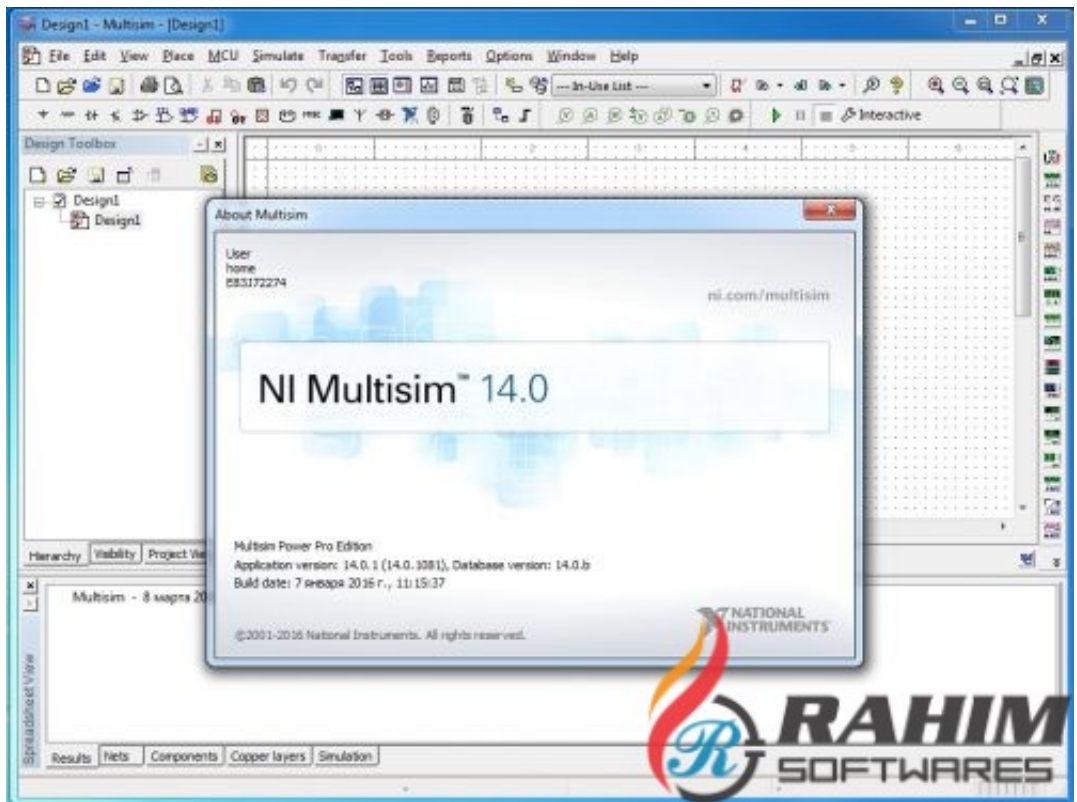 Design1 - Multisim - [Design1]
File Edit View Place MCU Simulate Transfer Tools Reports Options Window Help
--- In-Use List ---
Interactive
Design Toolbox
Design1
Design1
About Multisim
User
home
ni.com/multisim
NI Multisim™ 14.0
Multisim Power Pro Edition
Application version: 14.0.1 (14.0.1081), Database version: 14.0.b
Build date: 7 января 2016 г., 11:15:37
©2001-2016 National Instruments. All rights reserved.
NATIONAL
INSTRUMENTS
Hierarchy Visibility Project
Multisim - 8 марта
Spreadsheet View
Results Nets Components Copper layers Simulation
R
RAHIM
SOFTWARES